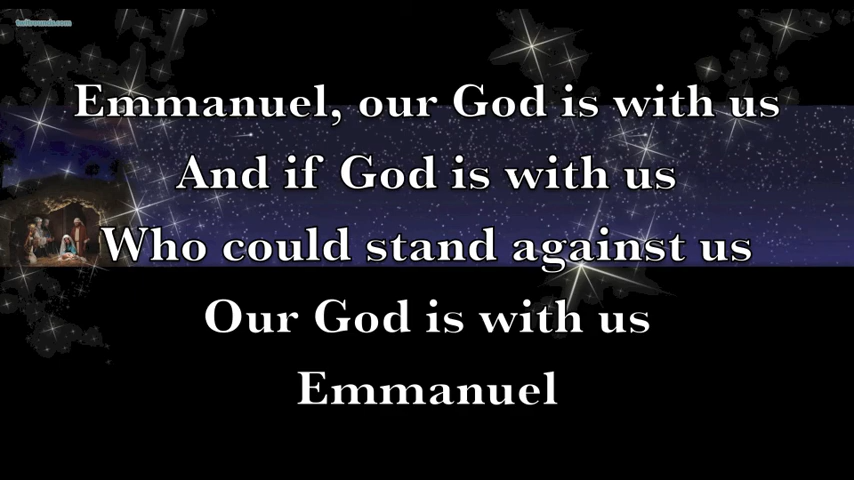 Emmanuel, our God is with us
And if God is with us
Who could stand against us
Our God is with us
Emmanuel